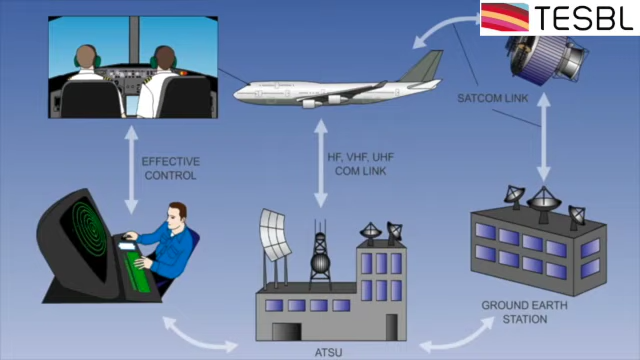 TESBL
SATCOM LINK
EFFECTIVE
CONTROL
HF, VHF, UHF
COM LINK
GROUND EARTH
STATION
ATSU